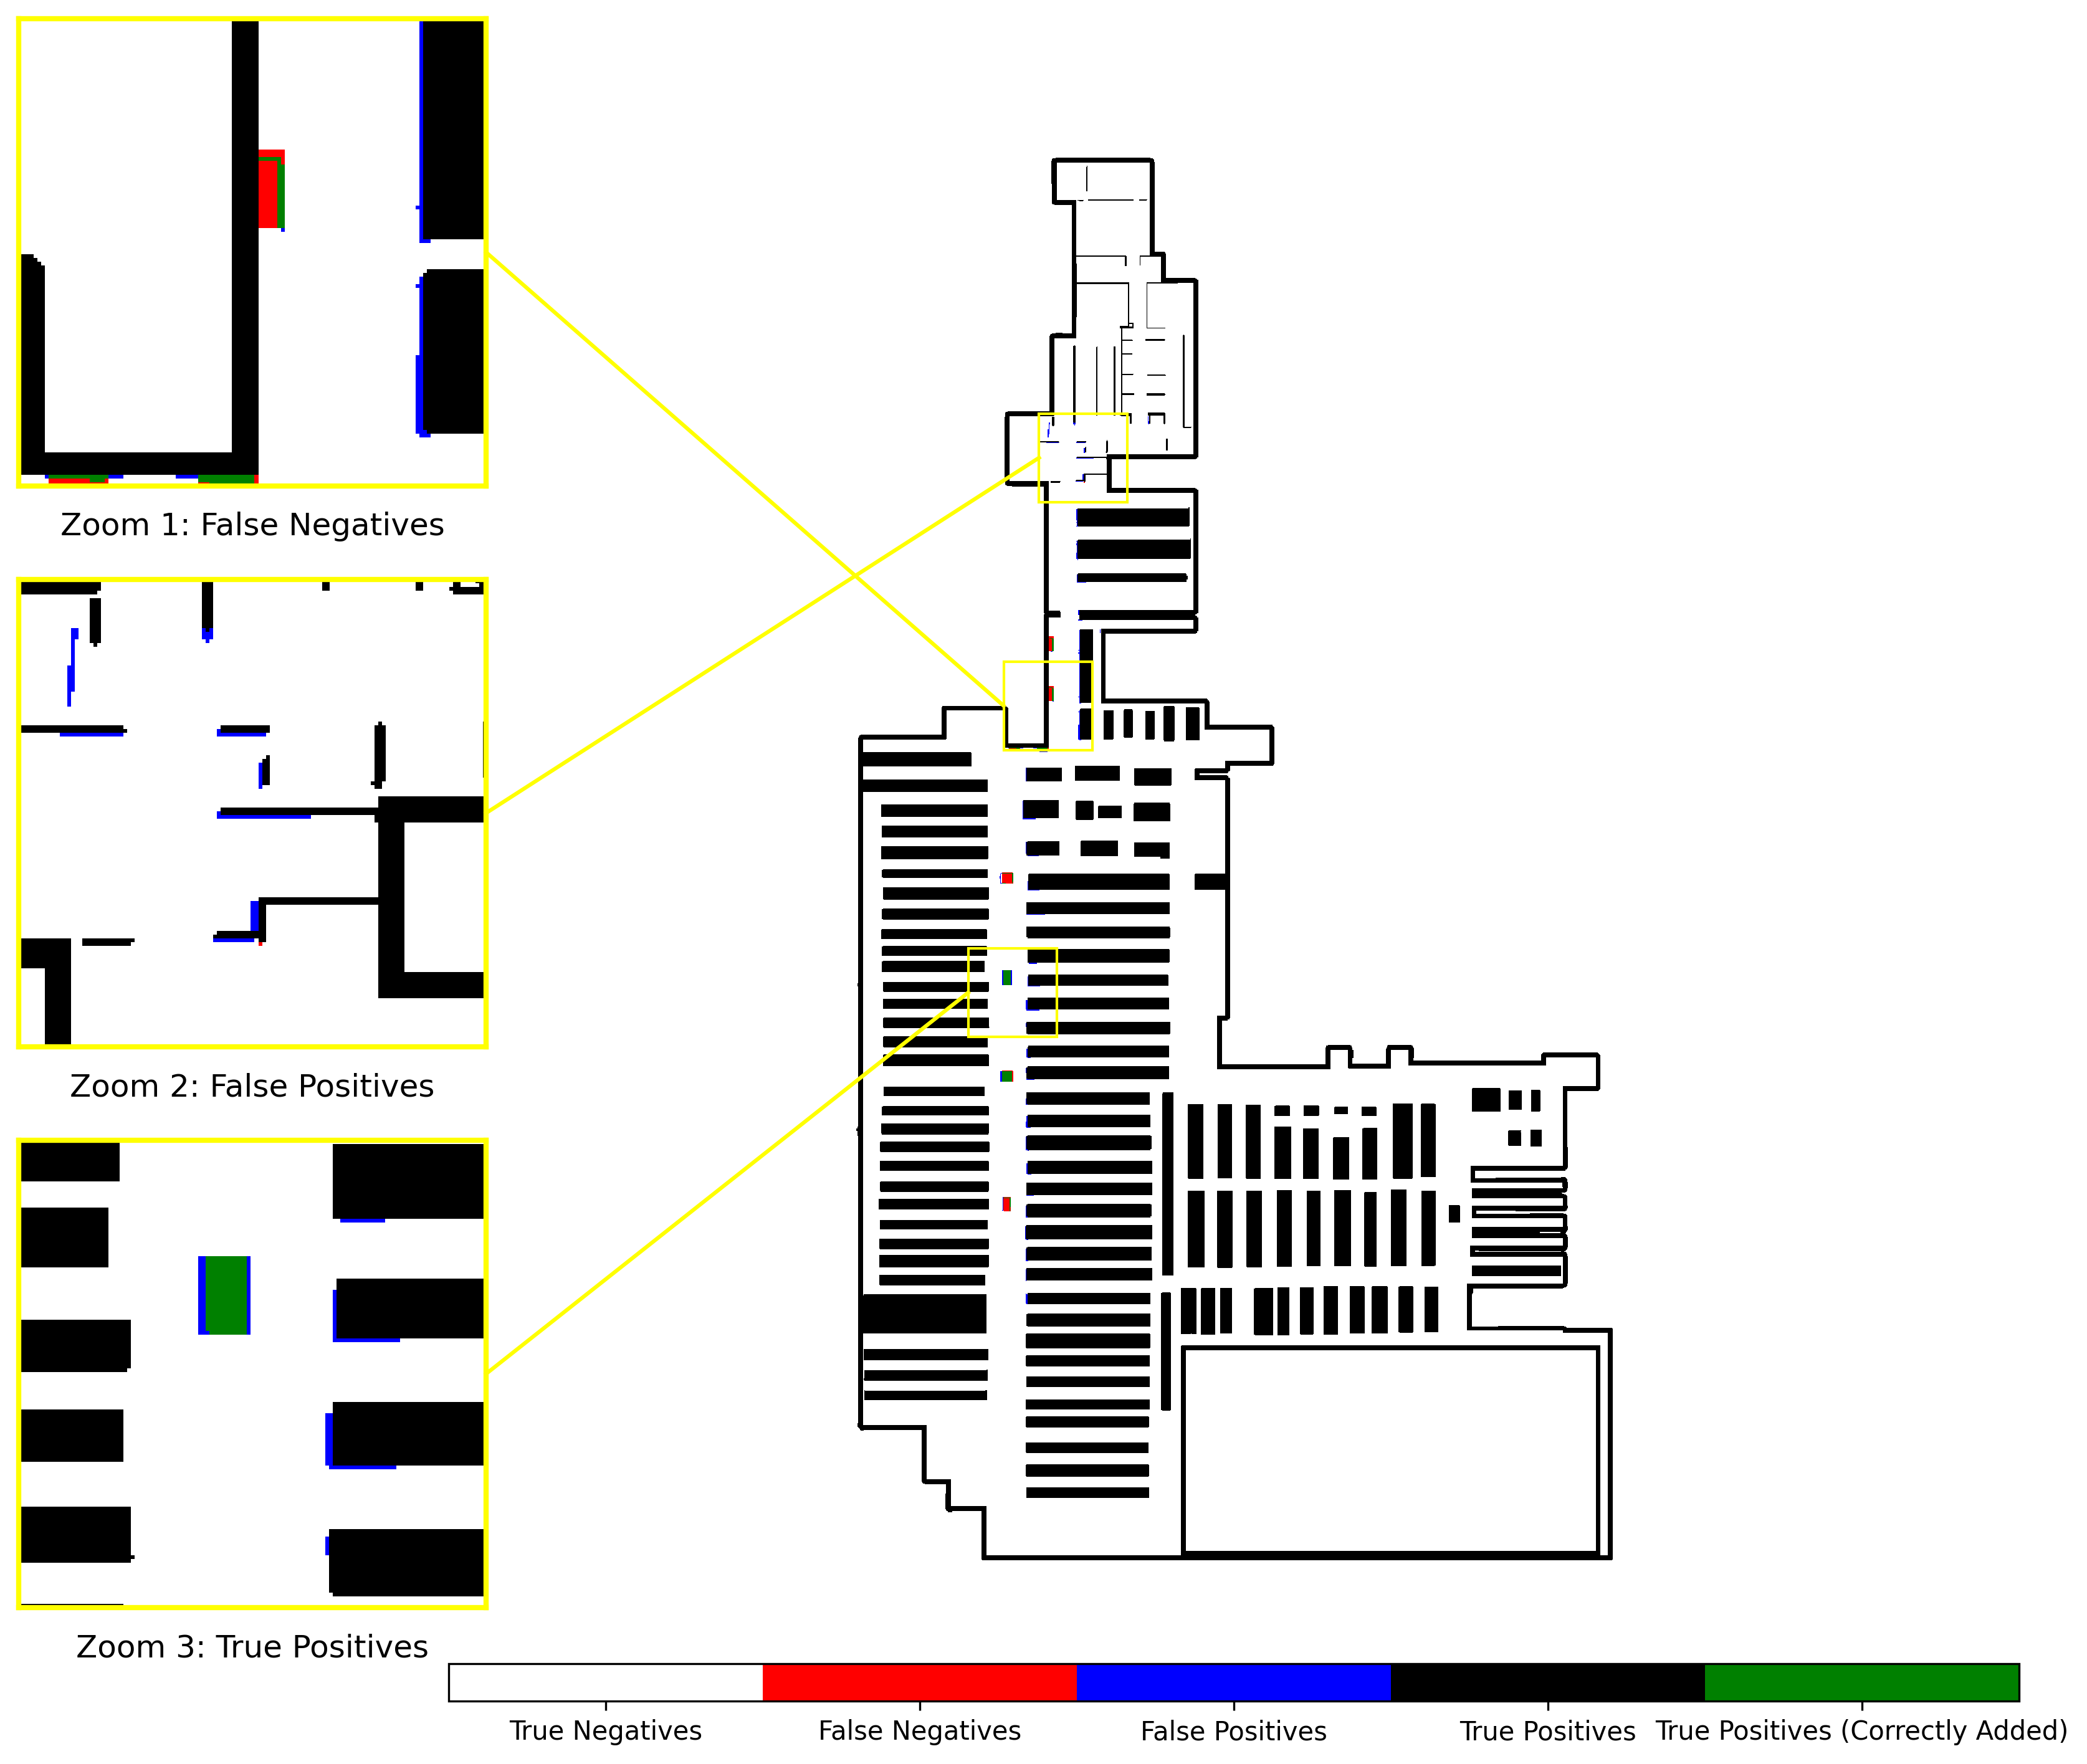 Zoom 1: False Negatives
Zoom 2: False Positives
Zoom 3: True Positives
True Negatives
False Negatives
False Positives
True Positives
True Positives (Correctly Added)